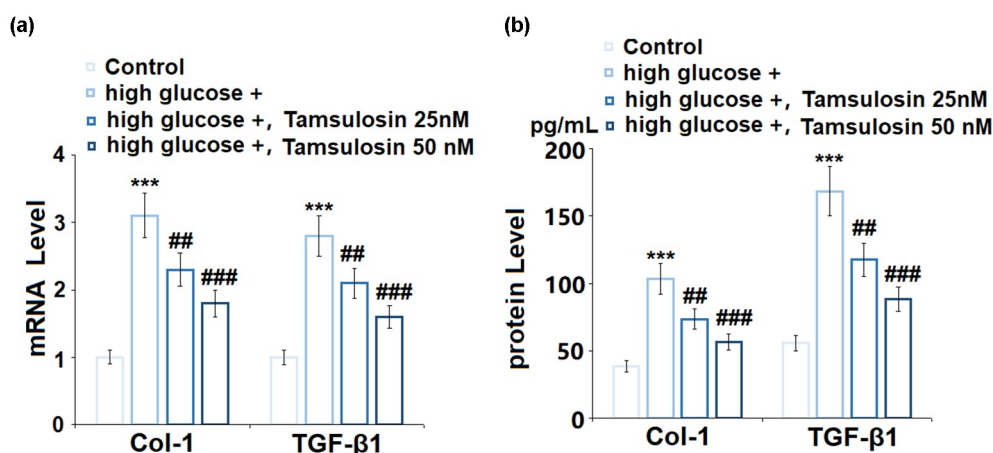 (a)
Control
high glucose +
high glucose +, Tamsulosin 25nM
high glucose +, Tamsulosin 50 nM
mRNA Level
4
3
2
1
0
***
##
###
***
##
###
Col-1 TGF-β1
(b)
Control
high glucose +
high glucose +, Tamsulosin 25nM
high glucose +, Tamsulosin 50 nM
pg/mL
protein Level
200
150
100
50
0
***
##
###
***
##
###
Col-1 TGF-β1